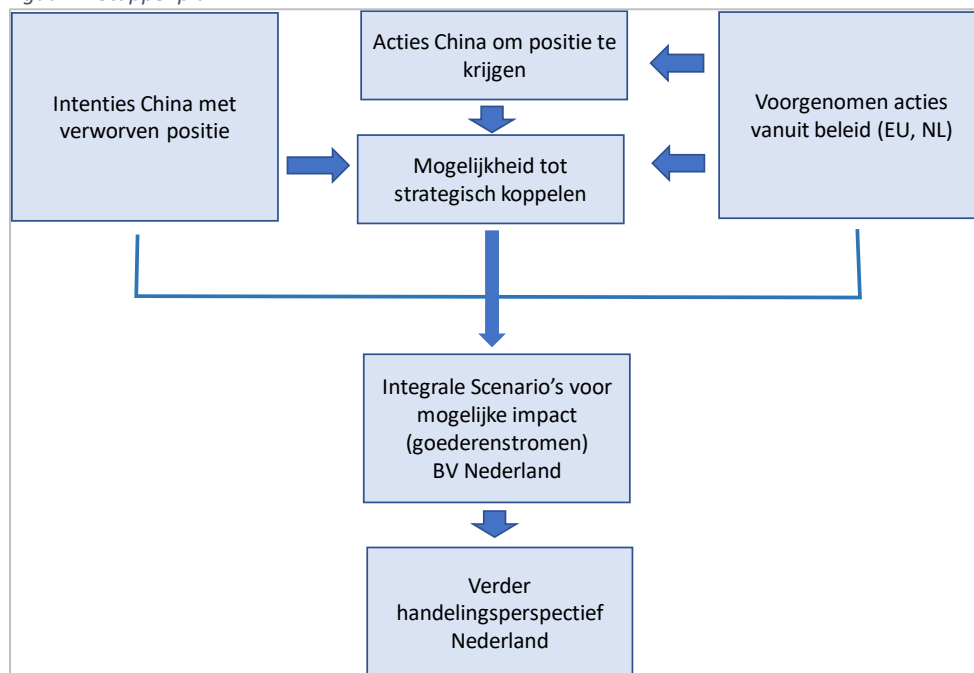 Acties China om positie te
krijgen
Intenties China met
verworven positie
Voorgenomen acties
vanuit beleid (EU, NL)
Mogelijkheid tot
strategisch koppelen
Integrale Scenario’s voor
mogelijke impact
(goederenstromen)
BV Nederland
Verder
handelingsperspectief
Nederland